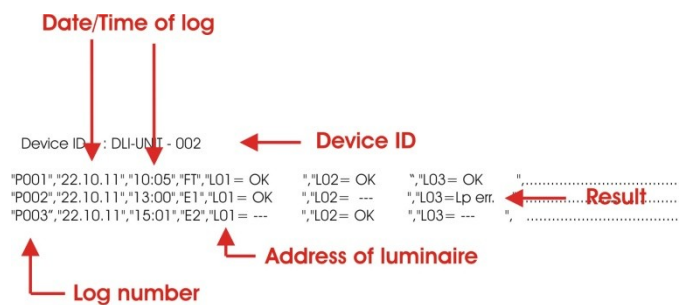 Date/Time of log
Device ID : DLI-UNIT - 002 Device ID
"P001","22.10.11","10:05","FT","L01= OK ","L02= OK ","L03= OK ",..............................
"P002","22.10.11","13:00","E1","L01= OK ","L02= --- ","L03=Lp err. ",.............................. Result
"P003","22.10.11","15:01","E2","L01= --- ","L02= OK ","L03= --- ", ..............................
Address of luminaire
Log number